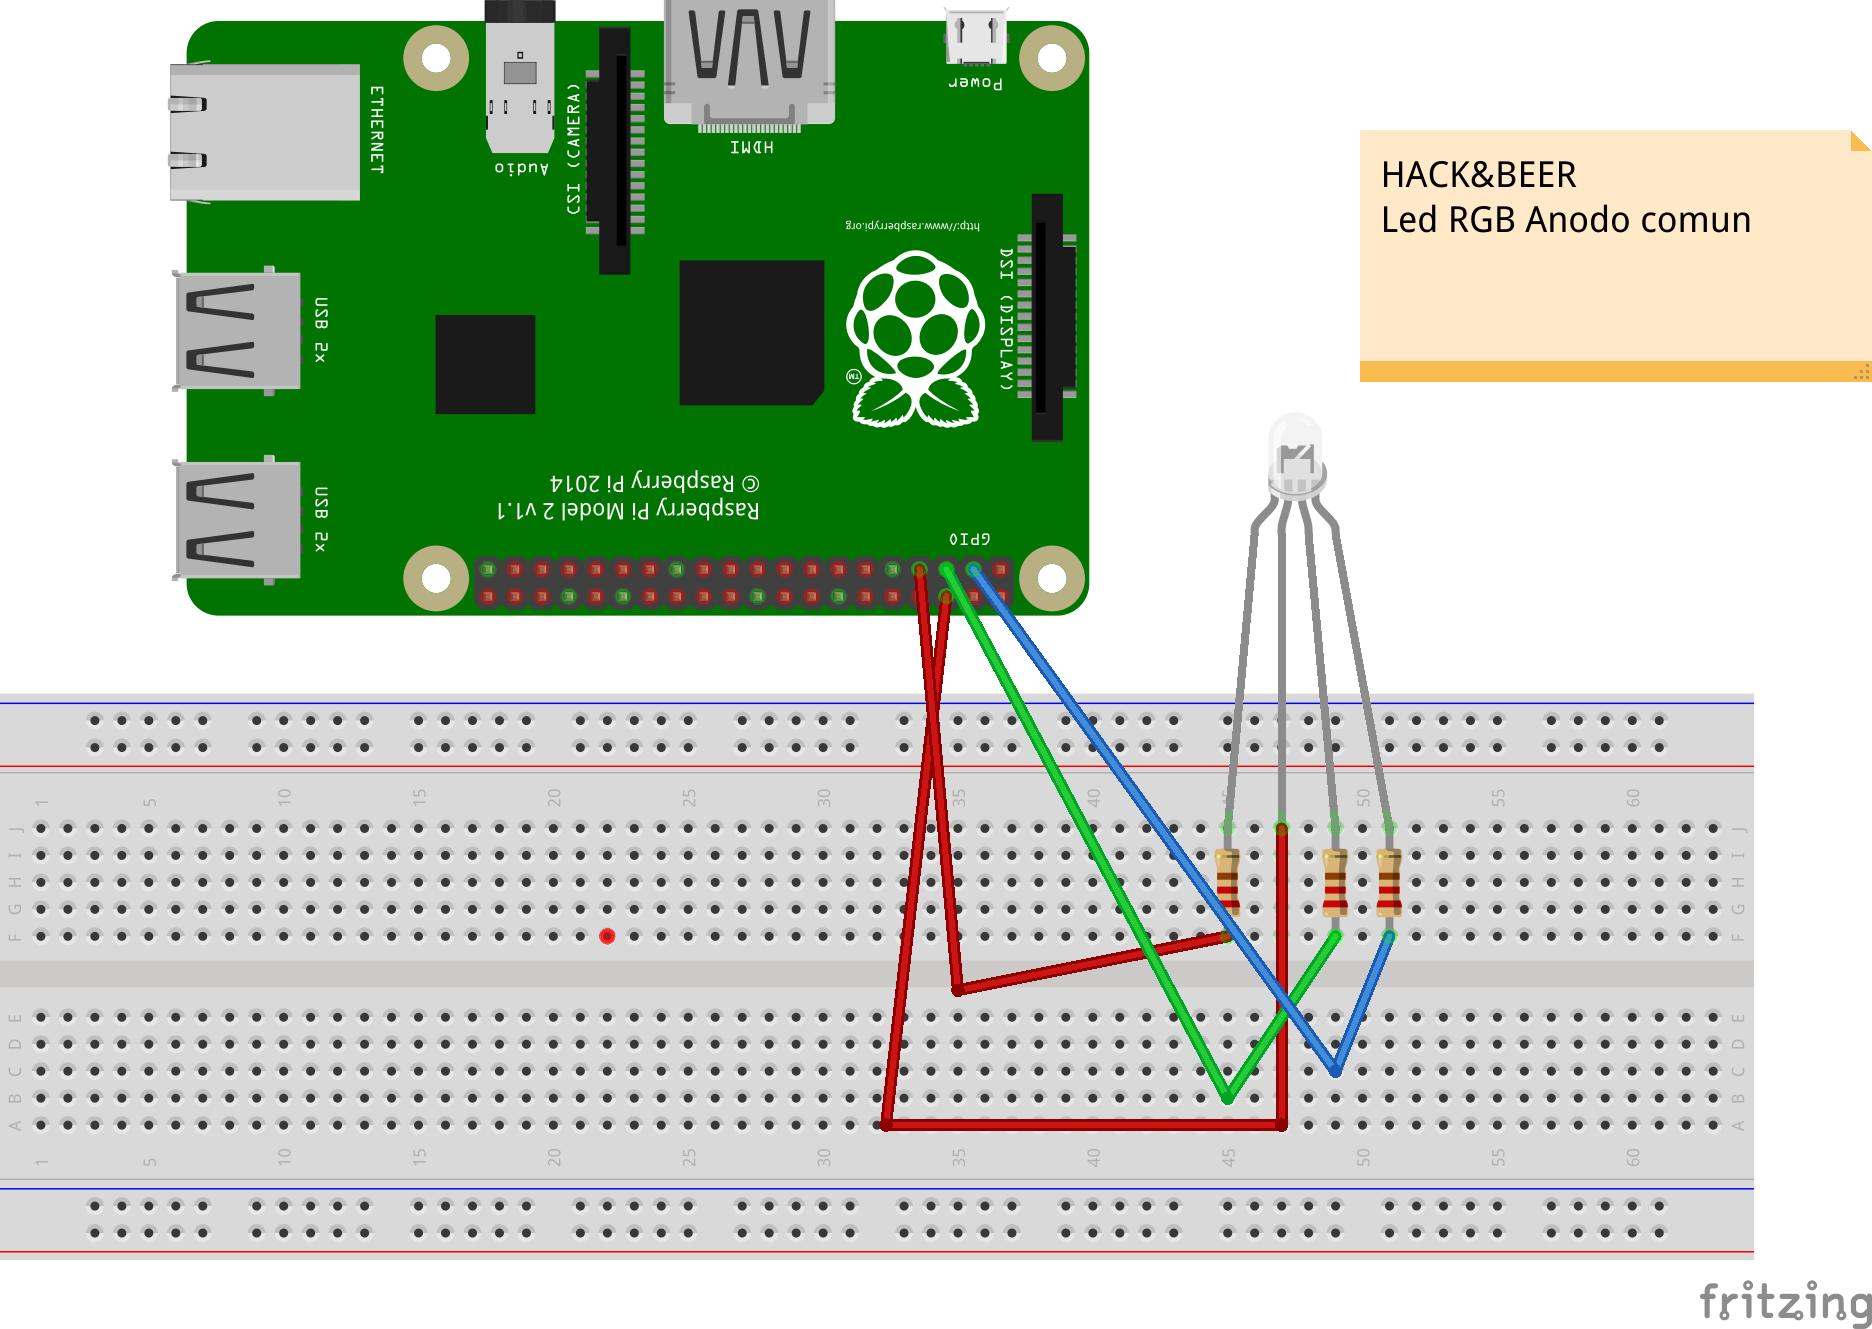 HACK&BEER
Led RGB Anodo comun
ETHERNET
Audio
CSI (CAMERA)
HDMI
Power
http://www.raspberrypi.org
DSI (DISPLAY)
TM
USB 2x
USB 2x
© Raspberry Pi 2014
Raspberry Pi Model 2 v1.1
GPIO
1 5 10 15 20 25 30 35 40 45 50 55 60
J J
I I
H H
G G
F F
E E
D D
C C
B B
A A
1 5 10 15 20 25 30 35 40 45 50 55 60
fritzing